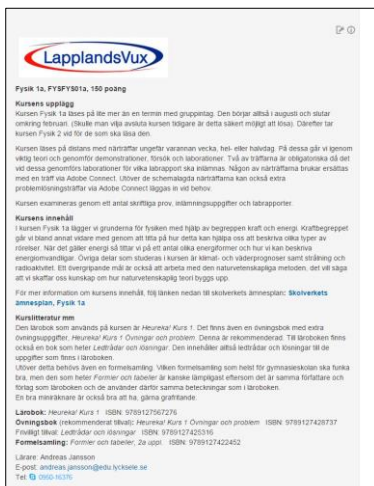 LapplandsVux
Fysik 1a, FYSFYS01a, 150 poäng
Kursens upplägg
Kursen Fysik 1a läses på lite mer än en termin med gruppintag. Den börjar alltså i augusti och slutar
omkring februari. (Skulle man vilja avsluta kursen tidigare är detta säkert möjligt att lösa). Därefter tar
kursen Fysik 2 vid för de som ska läsa den.
Kursen läses på distans med närträffar ungefär varannan vecka, hel- eller halvdag. På dessa går vi igenom
viktig teori och genomför demonstrationer, försök och laborationer. Två av träffarna är obligatoriska då det
vid dessa genomförs laborationer för vilka labrapport ska inlämnas. Någon av närträffarna brukar ersättas
med en träff via Adobe Connect. Utöver de schemalagda närträffarna kan också extra
problemlösningsträffar via Adobe Connect läggas in vid behov.
Kursen examineras genom ett antal skriftliga prov, inlämningsuppgifter och labrapporter.
Kursens innehåll
I kursen Fysik 1a lägger vi grunderna för fysiken med hjälp av begreppen kraft och energi. Kraftbegreppet
går vi bland annat vidare med genom att titta på hur detta kan hjälpa oss att beskriva olika typer av
rörelser. När det gäller energi så tittar vi på ett antal olika energiformer och hur vi kan beskriva
energiomvandlingar. Övriga delar som studeras i kursen är klimat- och väderprognoser samt strålning och
radioaktivitet. Ett övergripande mål är också att arbeta med den naturvetenskapliga metoden, det vill säga
att vi skaffar oss kunskap om hur naturvetenskaplig teori byggs upp.
För mer information om kursens innehåll, följ länken nedan till skolverkets ämnesplan: Skolverkets
ämnesplan, Fysik 1a
Kurslitteratur mm
Den lärobok som används på kursen är Heureka! Kurs 1. Det finns även en övningsbok med extra
övningsuppgifter, Heureka! Kurs 1 Övningar och problem. Denna är rekommenderad. Till läroboken finns
också en bok som heter Ledtrådar och lösningar. Den innehåller alltså ledtrådar och lösningar till de
uppgifter som finns i läroboken.
Utöver detta behövs även en formelsamling. Vilken formelsamling som helst för gymnasieskolan ska funka
bra, men den som heter Formler och tabeller är kanske lämpligast eftersom det är samma författare och
förlag som läroboken och de använder därför samma beteckningar som i läroboken.
En bra miniräknare är också bra att ha, gärna grafritande.
Lärobok: Heureka! Kurs 1 ISBN: 9789127567276
Övningsbok (rekommenderat tillval): Heureka! Kurs 1 Övningar och problem ISBN: 9789127428737
Frivilligt tillval: Ledtrådar och lösningar ISBN: 9789127425316
Formelsamling: Formler och tabeller, 2a uppl. ISBN: 9789127422452
Lärare: Andreas Jansson
E-post: andreas.jansson@edu.lycksele.se
Tel: 0950-16376